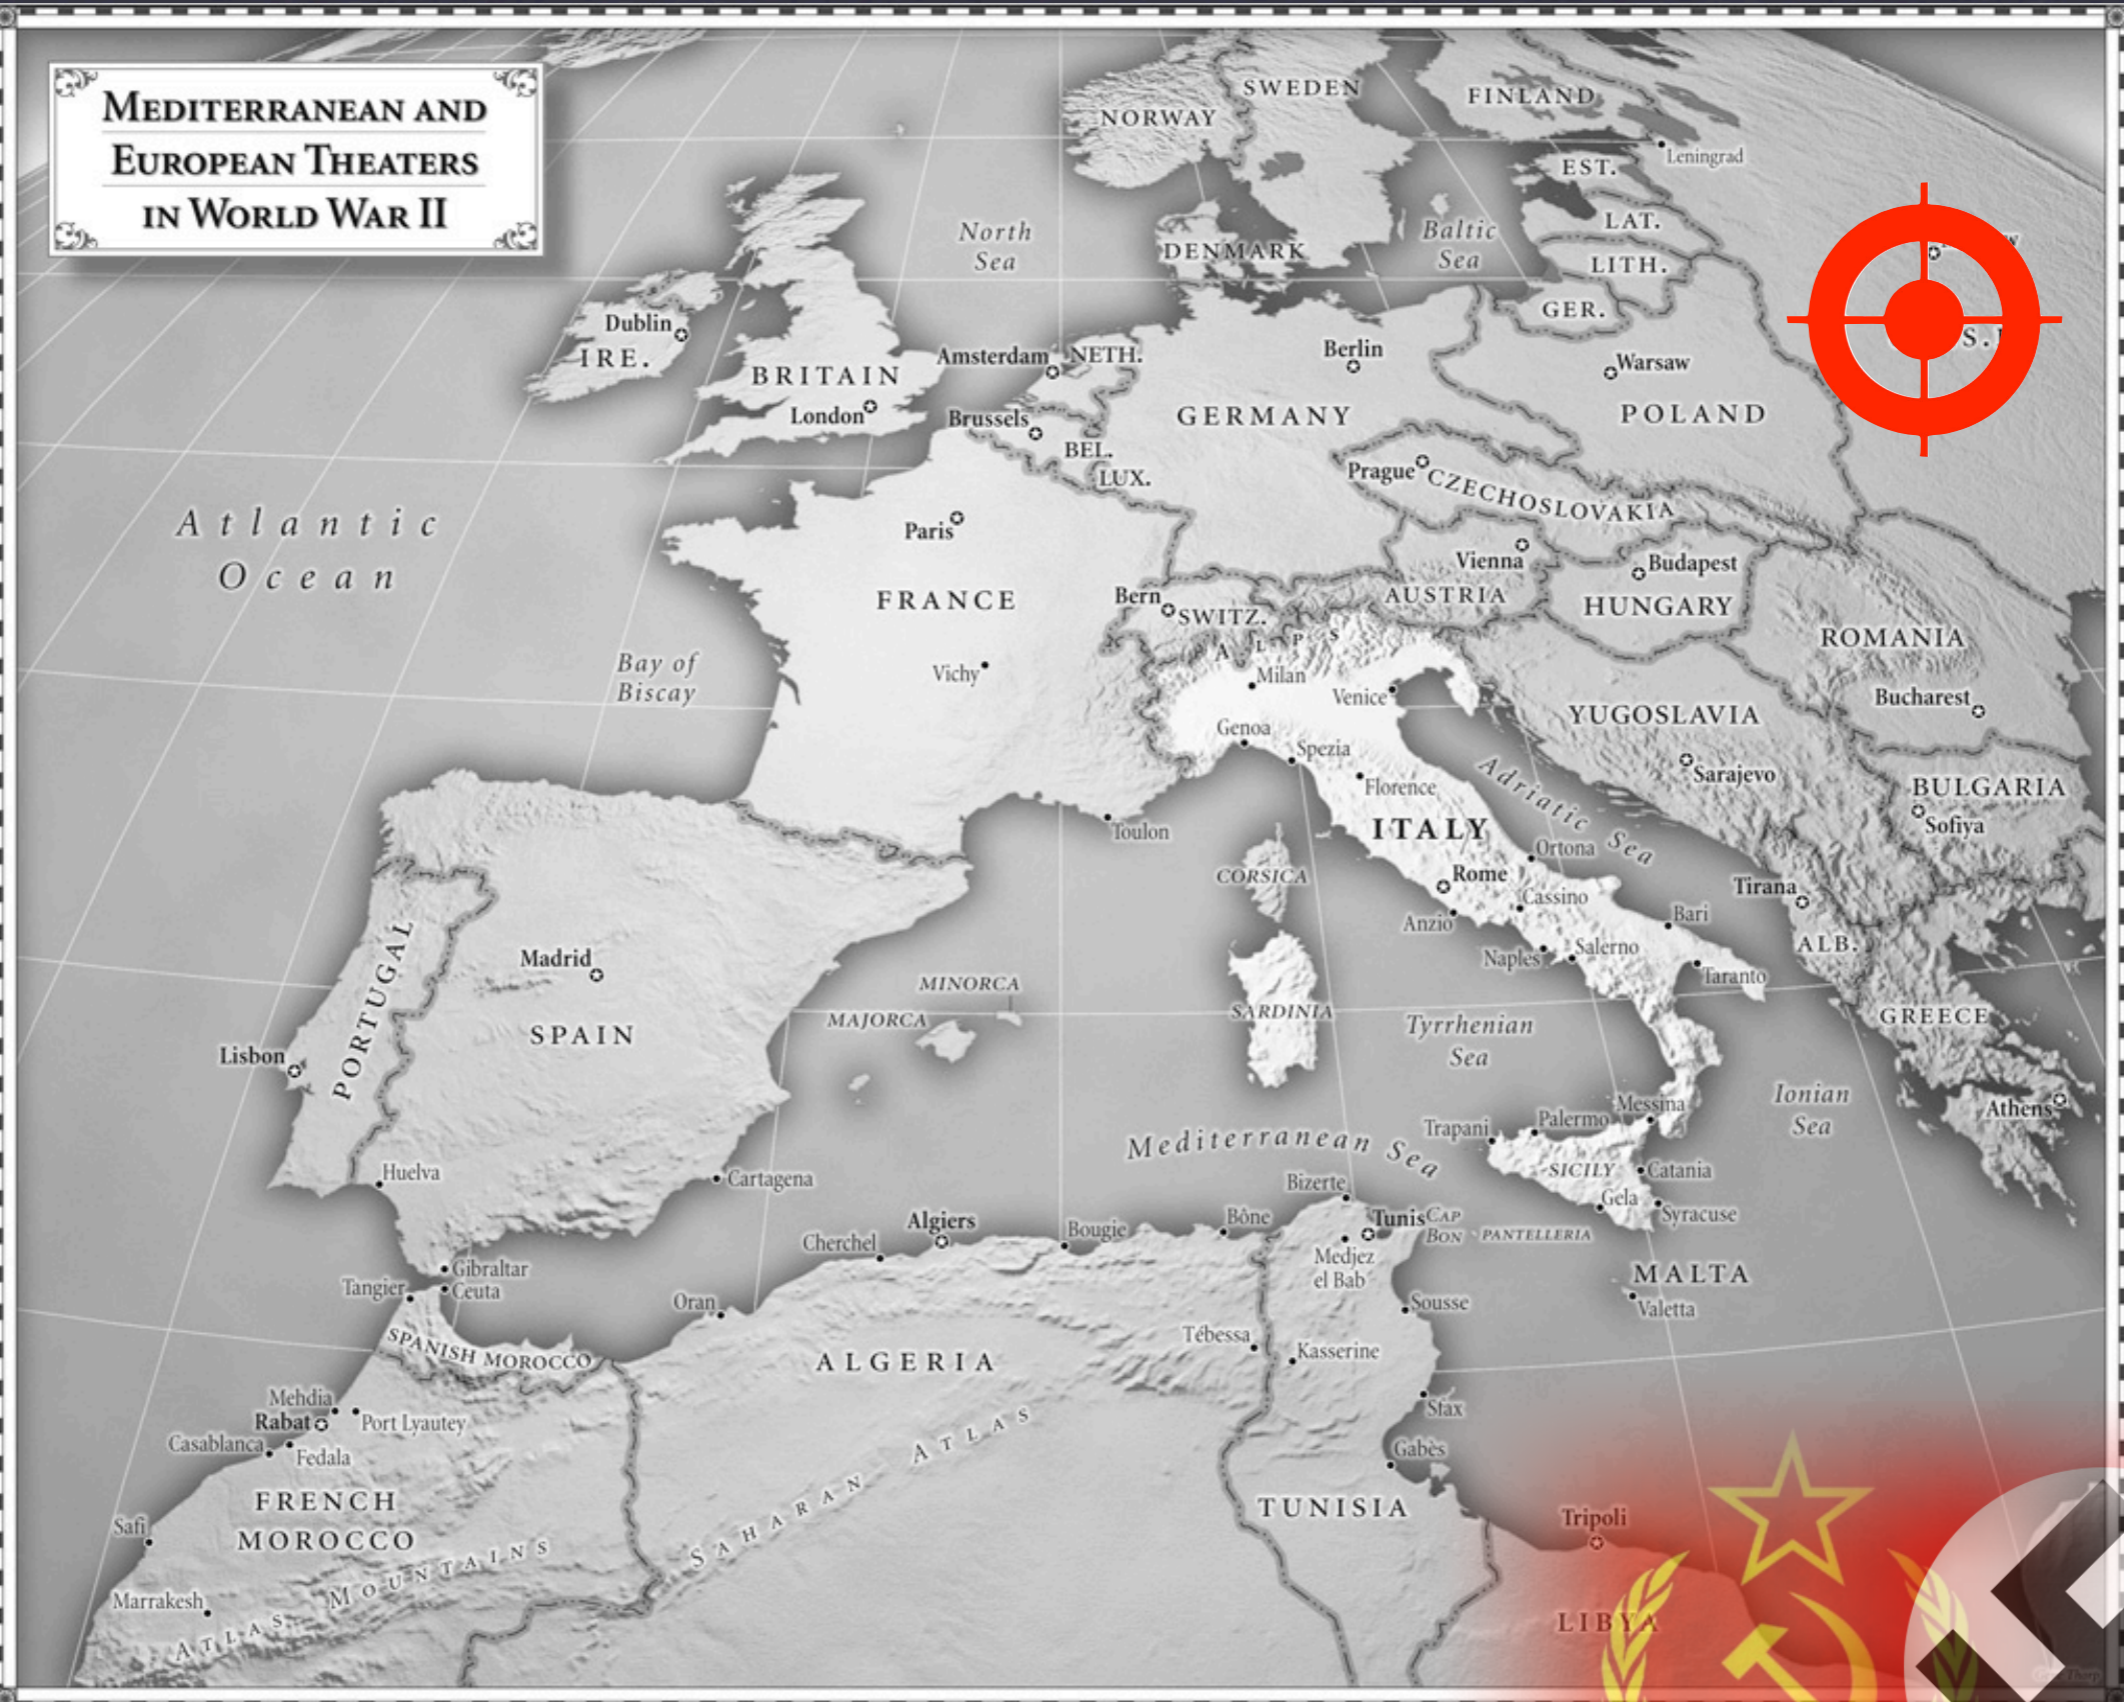 MEDITERRANEAN AND
EUROPEAN THEATERS
IN WORLD WAR II
NORWAY
SWEDEN
FINLAND
Leningrad
EST.
LAT.
LITH.
GER.
North
Sea
DENMARK
Baltic
Sea
Dublin
IRE.
BRITAIN
London
Amsterdam
NETH.
Brussels
BEL.
LUX.
Berlin
GERMANY
Warsaw
POLAND
Prague
CZECHOSLOVAKIA
Atlantic
Ocean
Paris
FRANCE
Vichy
Bern
SWITZ.
ALPS
Vienna
AUSTRIA
Budapest
HUNGARY
ROMANIA
Bucharest
Bay of
Biscay
Milan
Venice
Genoa
Spezia
Florence
YUGOSLAVIA
Sarajevo
BULGARIA
Sofiya
Adriatic Sea
Toulon
ITALY
Ortona
CORSICA
Rome
Cassino
Anzio
Bari
Naples
Salerno
Taranto
Tirana
ALB.
GREECE
Athens
PORTUGAL
Lisbon
Madrid
SPAIN
MINORCA
MAJORCA
SARDINIA
Tyrrhenian
Sea
Ionian
Sea
Mediterranean Sea
Trapani
Palermo
Messina
SICILY
Catania
Gela
Syracuse
Huelva
Cartagena
Gibraltar
Ceuta
Tangier
SPANISH MOROCCO
Oran
Cherchel
Algiers
Bougie
Bône
Bizerte
Tunis
CAP
BON
PANTELLERIA
Medjez
el Bab
MALTA
Valetta
Sousse
Tébessa
Kasserine
ALGERIA
Sfax
Gabès
TUNISIA
Mehdia
Rabat
Port Lyautey
Casablanca
Fedala
FRENCH
MOROCCO
Safi
Marrakesh
ATLAS MOUNTAINS
SAHARAN ATLAS
Tripoli
LIBYA